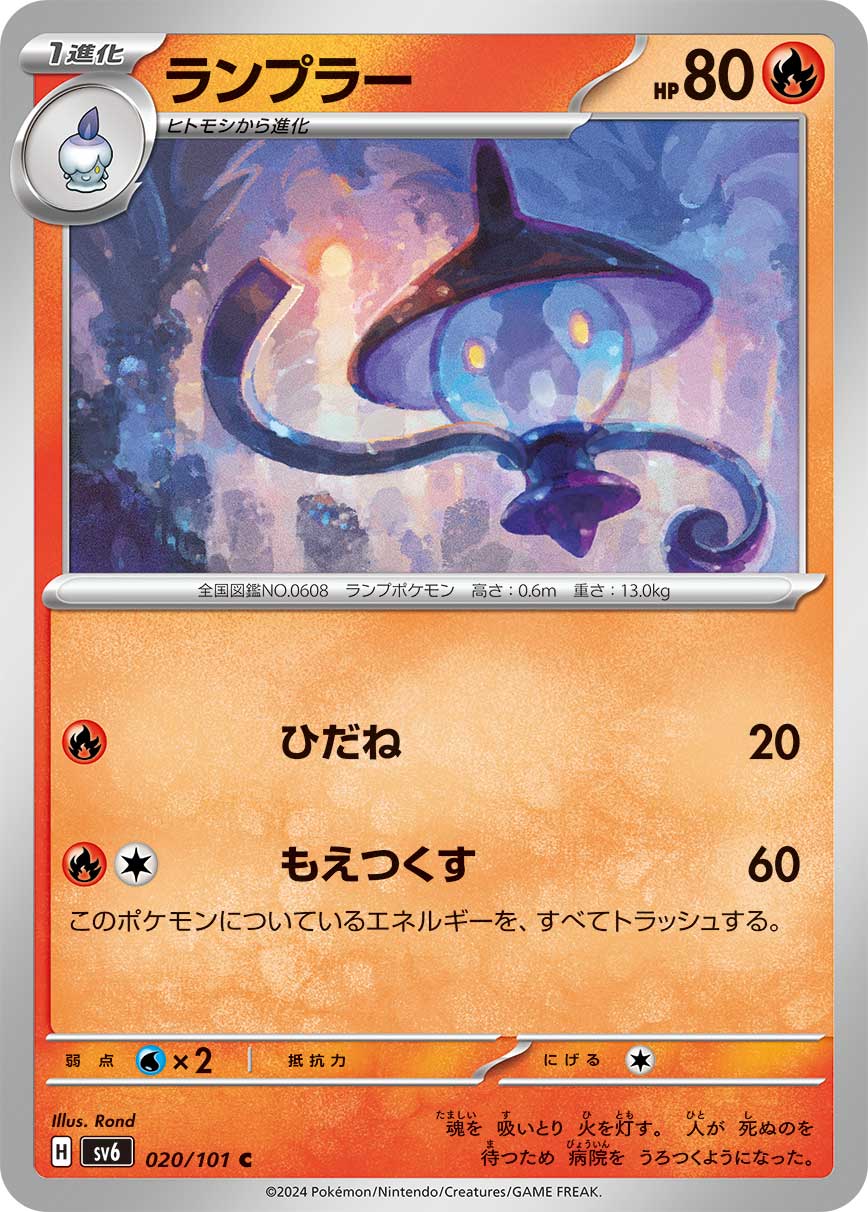 1進化
ランプラー
HP80
ヒトモシから進化
全国図鑑NO.0608 ランプポケモン 高さ:0.6m 重さ:13.0kg
ひだね 20
もえつくす 60
このポケモンについているエネルギーを、すべてトラッシュする。
弱点 ×2 抵抗力 にげる
Illus. Rond
魂を 吸いとり 火を灯す。 人が 死ぬのを
待つため 病院を うろつくようになった。
H sv6 020/101 C
©2024 Pokémon/Nintendo/Creatures/GAME FREAK.